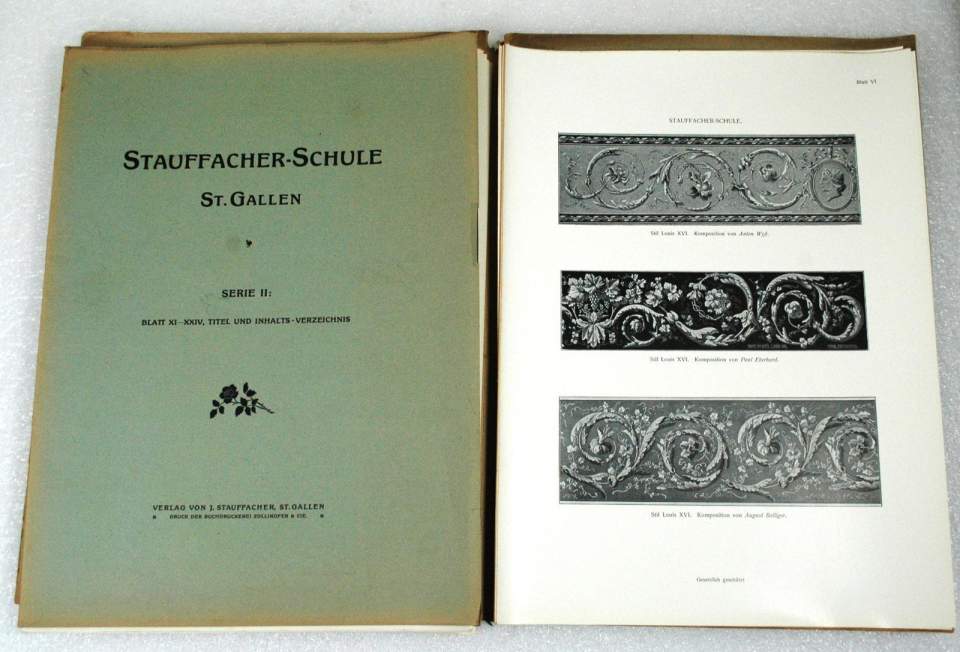 STAUFFACHER-SCHULE
ST. GALLEN
SERIE II:
BLATT XI–XXIV, TITEL UND INHALTS-VERZEICHNIS
VERLAG VON J. STAUFFACHER, ST. GALLEN
DRUCK DER BUCHDRUCKEREI ZOLLIKOFER & CIE.
Blatt VI
STAUFFACHER-SCHULE.
Stil Louis XVI. Komposition von Anton Wyß.
Stil Louis XVI. Komposition von Paul Eberhard.
Stil Louis XVI. Komposition von August Bolliger.
Gesetzlich geschützt